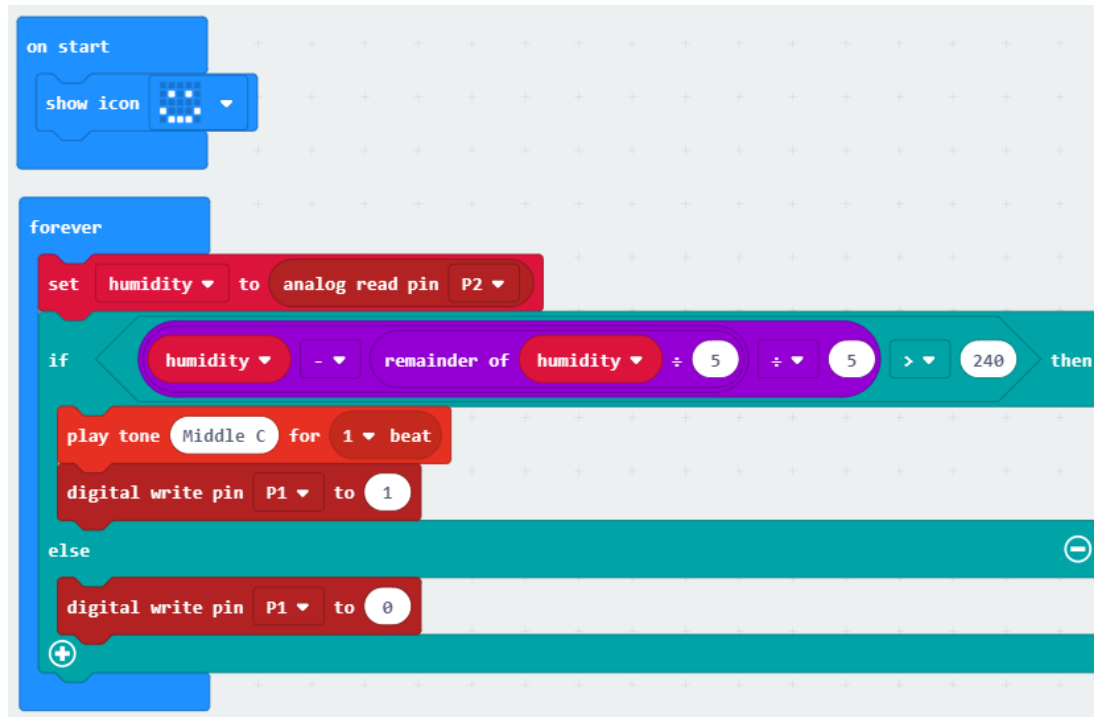 on start
show icon
forever
set humidity to analog read pin P2
if humidity - remainder of humidity ÷ 5 ÷ 5 > 240 then
play tone Middle C for 1 beat
digital write pin P1 to 1
else
digital write pin P1 to 0